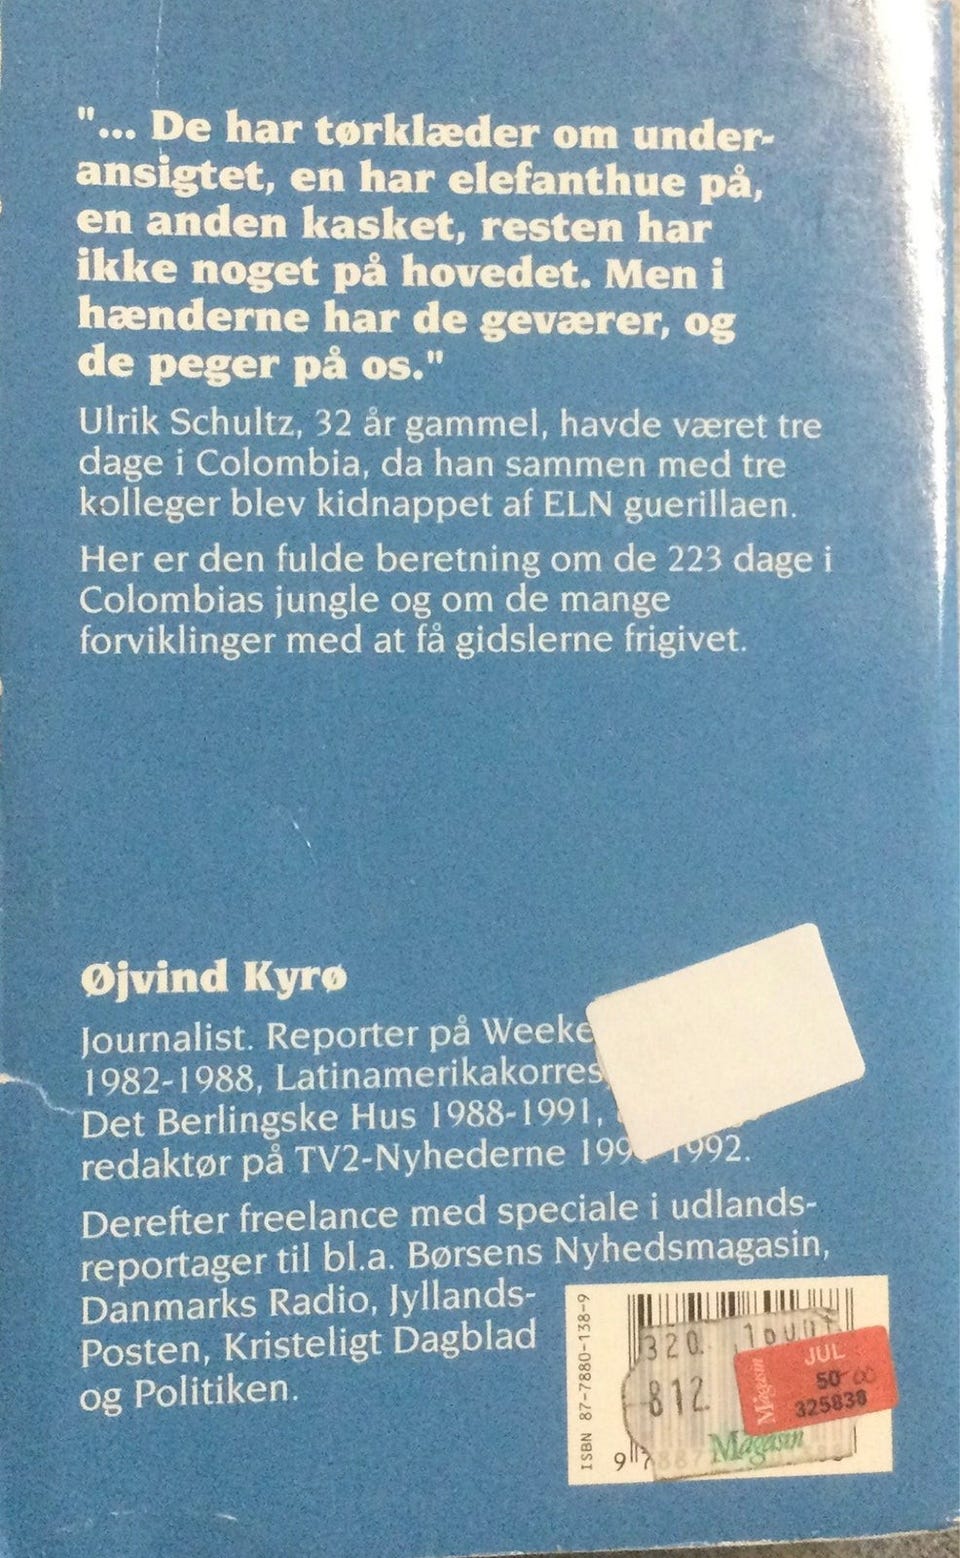 "... De har tørklæder om under-
ansigtet, en har elefanthue på,
en anden kasket, resten har
ikke noget på hovedet. Men i
hænderne har de geværer, og
de peger på os."
Ulrik Schultz, 32 år gammel, havde været tre
dage i Colombia, da han sammen med tre
kolleger blev kidnappet af ELN guerillaen.
Her er den fulde beretning om de 223 dage i
Colombias jungle og om de mange
forviklinger med at få gidslerne frigivet.
Øjvind Kyrø
Journalist. Reporter på
1982-1988,
Det Berlingske Hus 1988-1991,
redaktør på TV2-Nyhederne 1992.
Derefter freelance med speciale i udlands-
reportager til bl.a. Børsens Nyhedsmagasin,
Danmarks Radio, Jyllands-
Posten, Kristeligt Dagblad
og Politiken.
ISBN 87-7880-138-9
320
812
Magasin
JUL
50 00
325838
Magasin